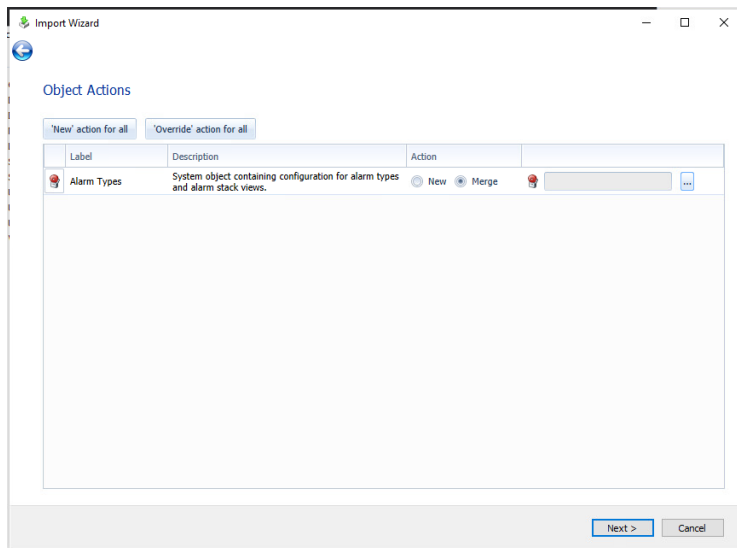 Import Wizard
Object Actions
'New' action for all 'Override' action for all
Label Description Action
Alarm Types System object containing configuration for alarm types and alarm stack views. New Merge ...
Next > Cancel